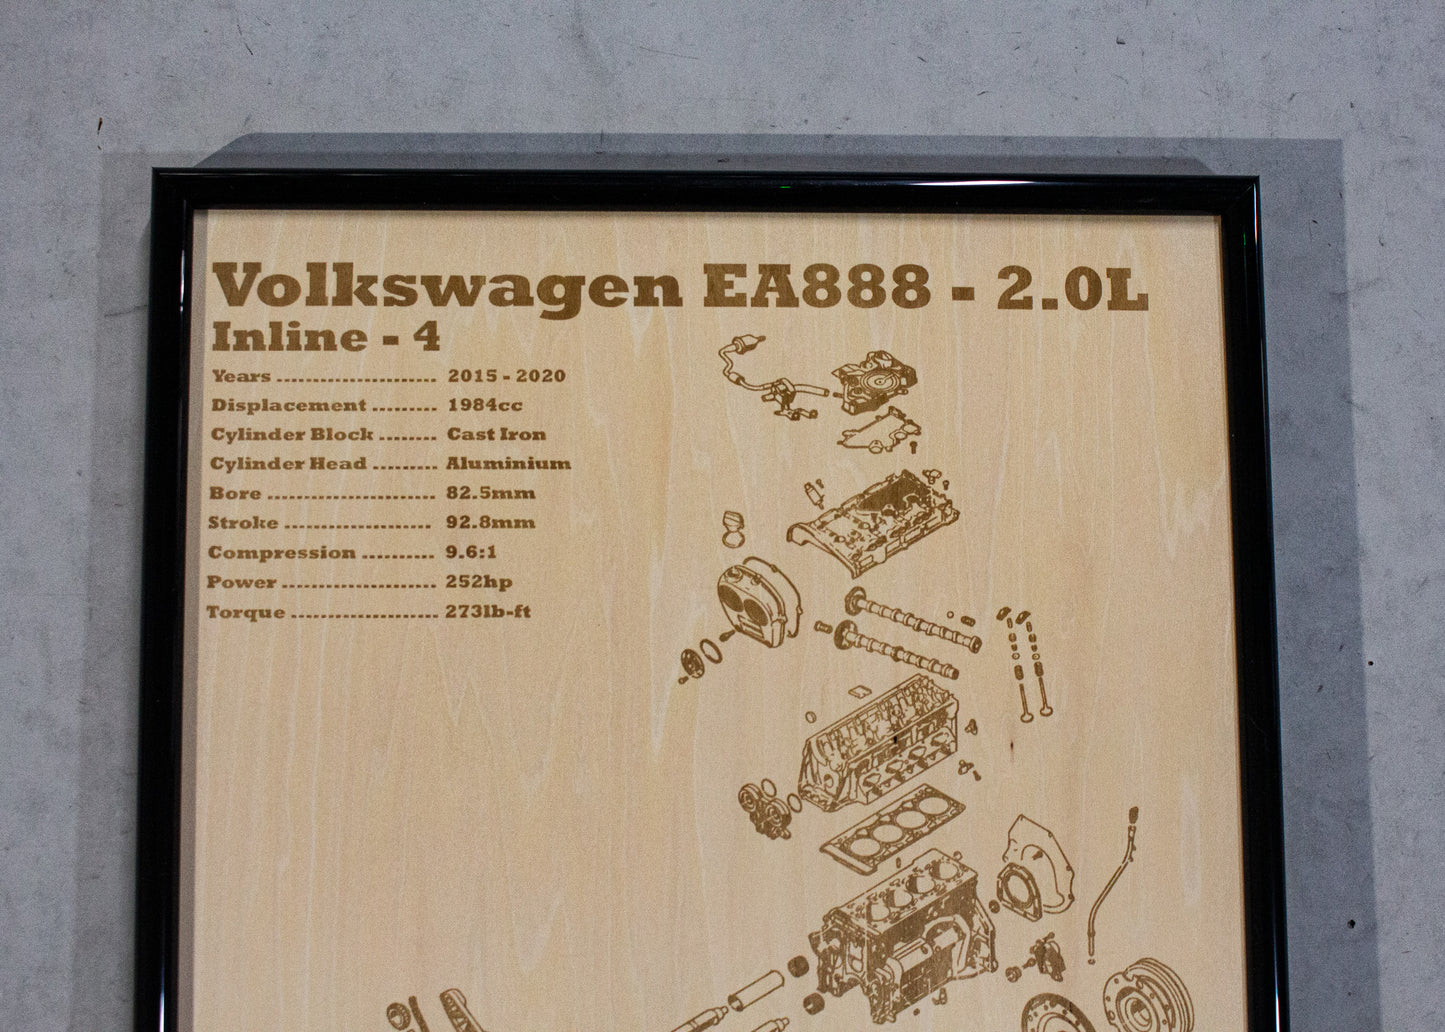 Volkswagen EA888 - 2.0L
Inline - 4
Years ...................... 2015 - 2020
Displacement ......... 1984cc
Cylinder Block ........ Cast Iron
Cylinder Head ......... Aluminium
Bore ....................... 82.5mm
Stroke .................... 92.8mm
Compression .......... 9.6:1
Power ..................... 252hp
Torque .................... 273lb-ft